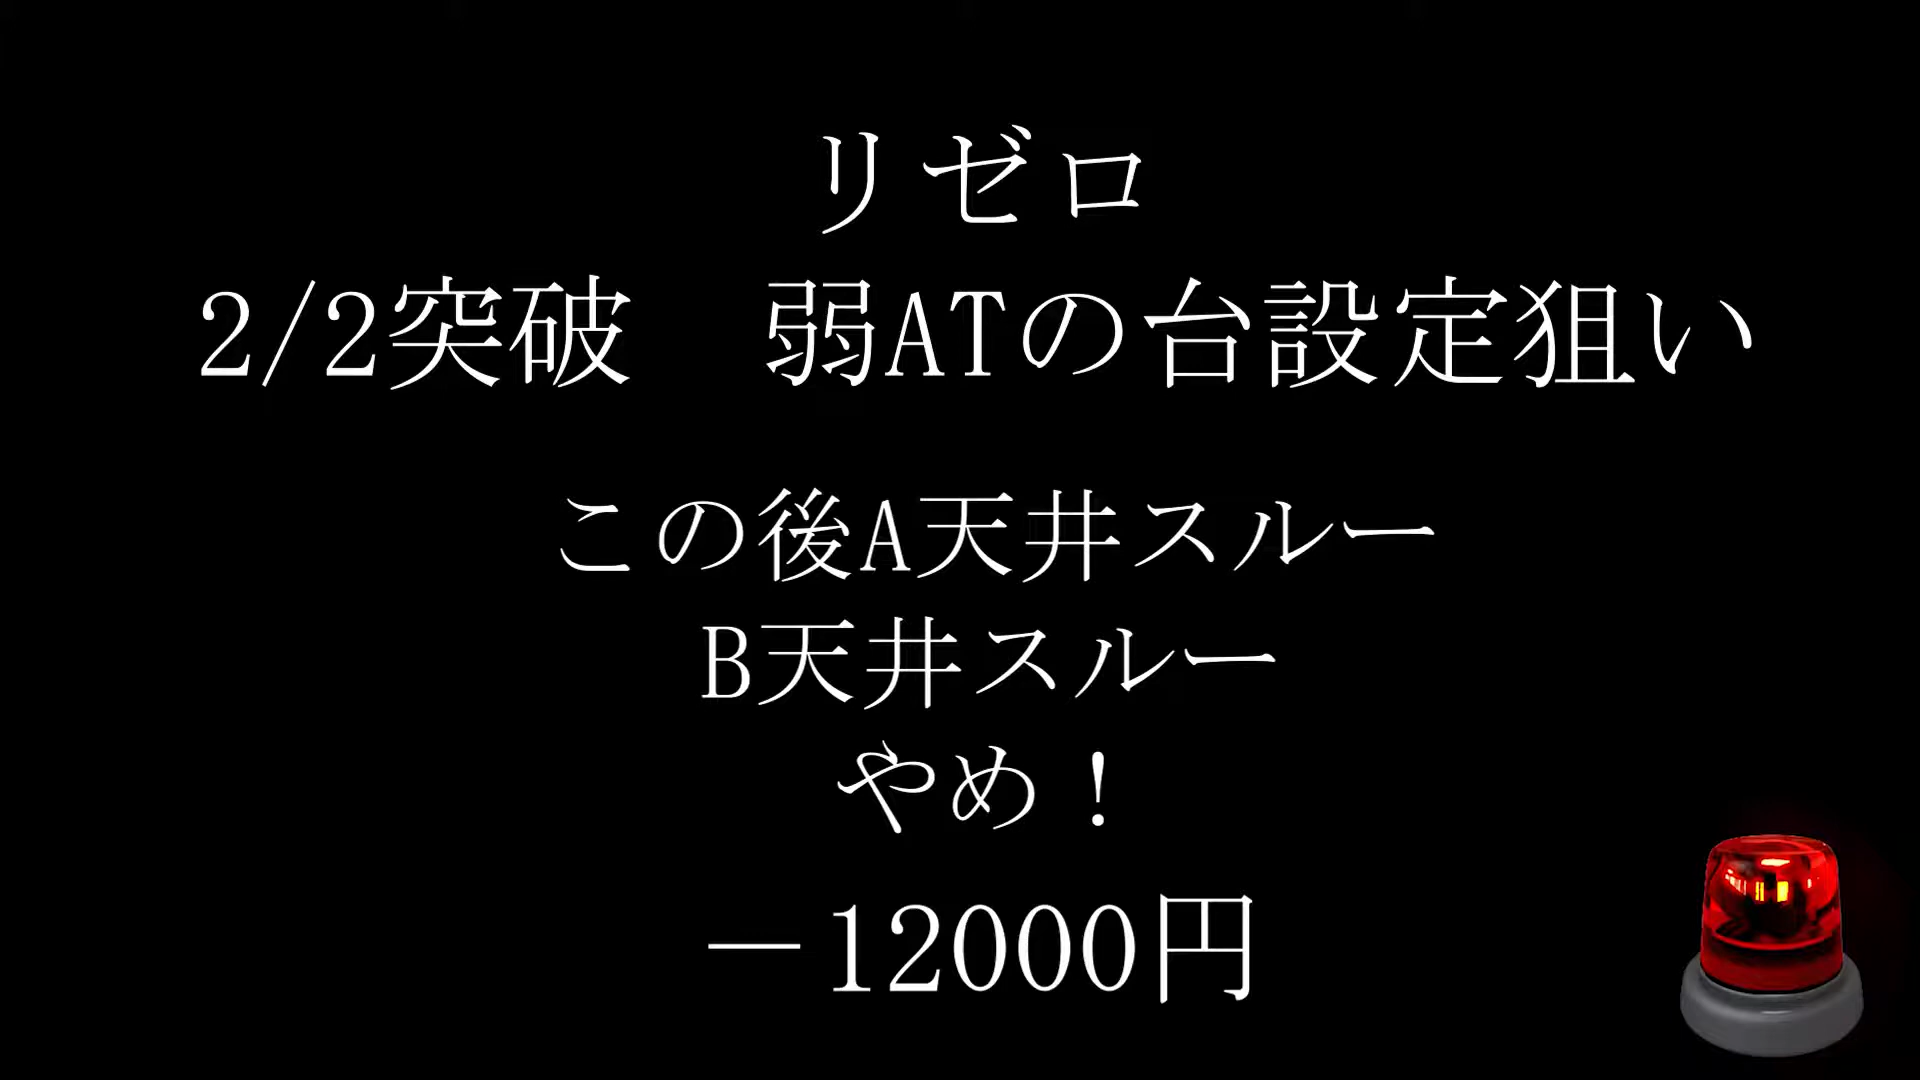 リゼロ
2/2突破　弱ATの台設定狙い
この後A天井スルー
B天井スルー
やめ！
―12000円